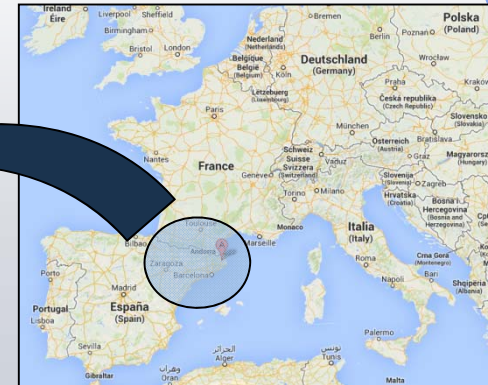 Ireland
Éire
Liverpool
Sheffield
Birmingham
Bristol
London
Bremen
Berlin
Poznań
Polska
(Poland)
Nederland
(Netherlands)
België
(Belgium)
Köln
Deutschland
(Germany)
Wrocław
Praha
Česká republika
(Czech Republic)
Kraków
Slovensko
(Slovakia)
Paris
München
Österreich
(Austria)
Bratislava
Graz
Magyarország
(Hungary)
Nantes
France
Schweiz
Suisse
Svizzera
(Switzerland)
Vaduz
Genève
Slovenija
(Slovenia)
Zagreb
Hrvatska
(Croatia)
Torino
Milano
Bosna i
Hercegovina
(Bosnia and
Herzegovina)
Toulouse
Monaco
Marseille
Bilbao
Andorra
A
Zaragoza
Barcelona
Italia
(Italy)
Roma
Crna Gora
(Montenegro)
Napoli
Bari
Shqipëria
(Albania)
Porto
Madrid
España
(Spain)
Portugal
Lisboa
Sevilla
Gibraltar
الجزائر
Alger
وهران
Oran
تونس
Tunis
Palermo
Malta